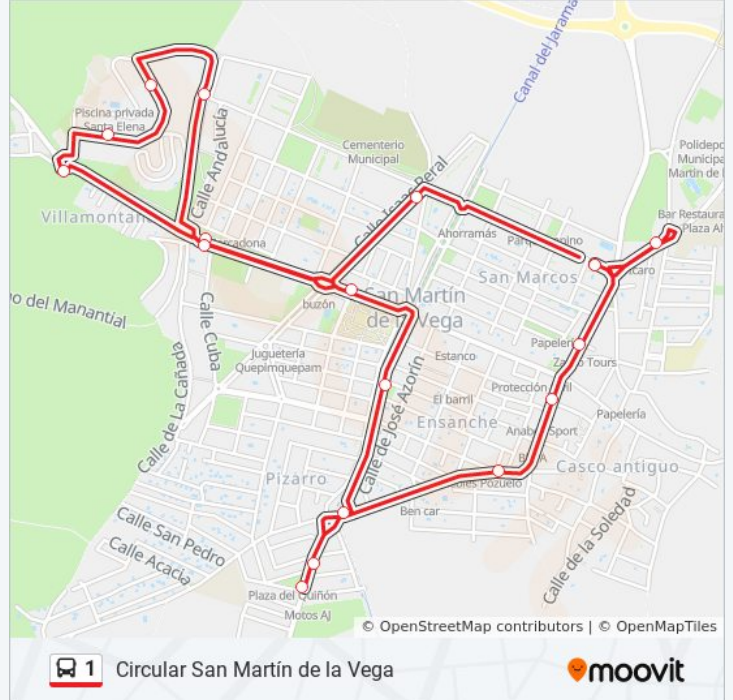 Canal del Jarama
Piscina privada
Santa Elena
Calle Andalucía
Cementerio
Municipal
Polidepo
Municipa
Martín de l
Calle Isaac Peral
Villamontaña
Bar Restaura
Plaza Al
Mercadona
Ahorramás
San Marcos
San Martín
de la Vega
buzón
o del Manantial
Calle Cuba
Juguetería
Quepimquepam
Estanco
Papelería
Zafiro Tours
Calle de La Cañapa
Calle de José Azorín
Protección Civil
El barril
Papelería
Ensanche
Casco antiguo
Pizarro
Ben car
Calle San Pedro
Calle Acacia
Calle de la Soledad
Plaza del Quiñón
Motos AJ
© OpenStreetMap contributors | © OpenMapTiles
1 Circular San Martín de la Vega
moovit